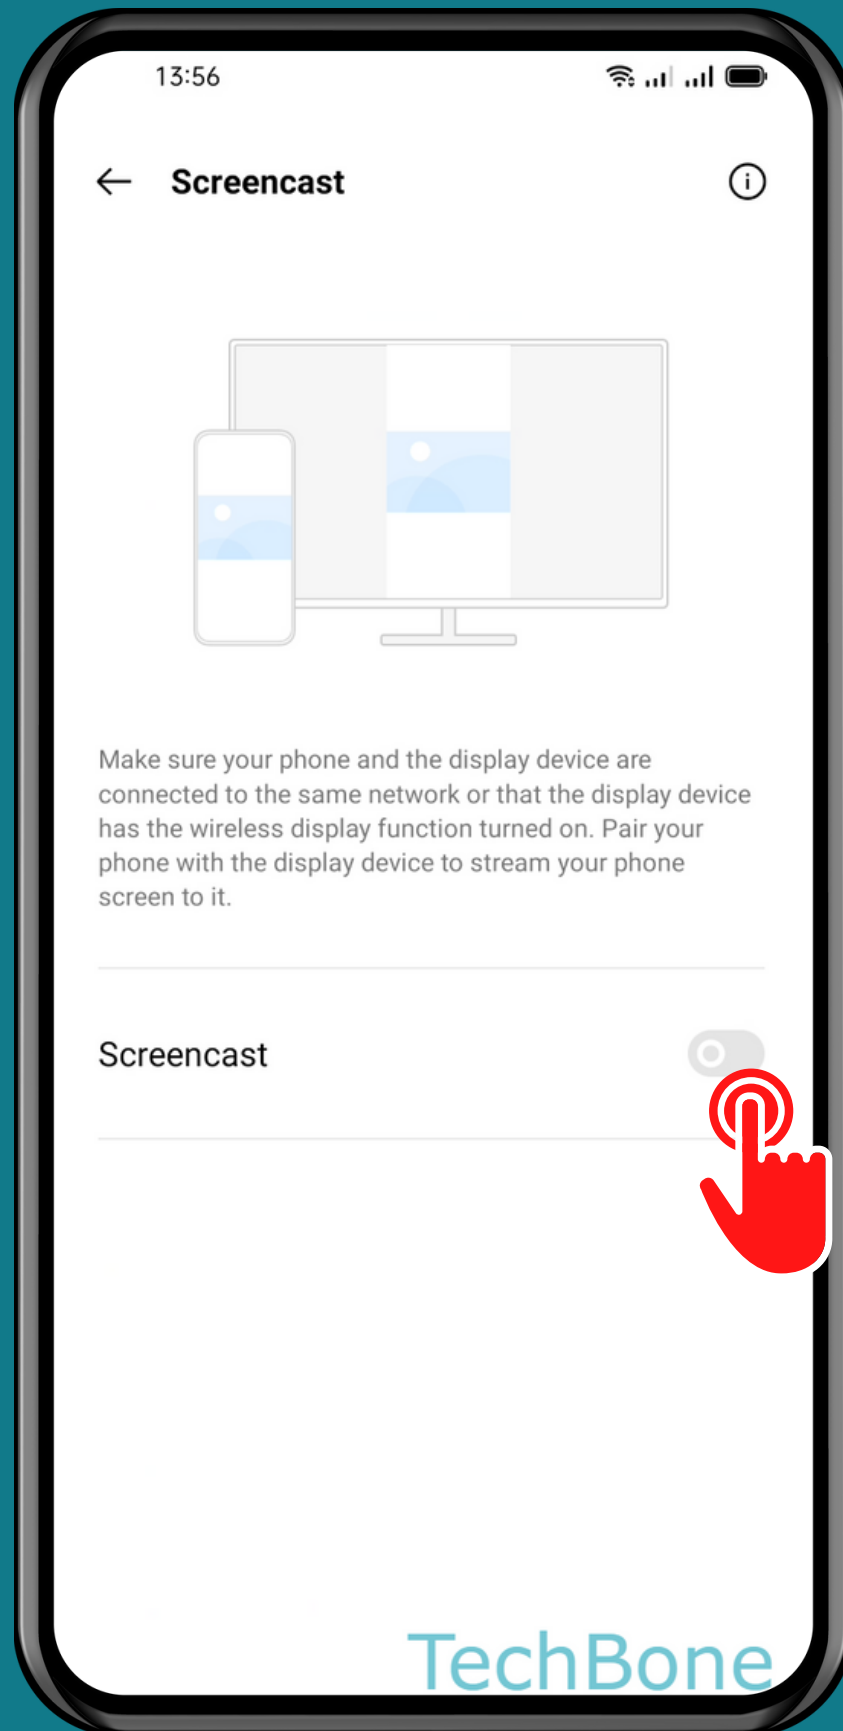 13:56
Screencast
Make sure your phone and the display device are
connected to the same network or that the display device
has the wireless display function turned on. Pair your
phone with the display device to stream your phone
screen to it.
Screencast
TechBone